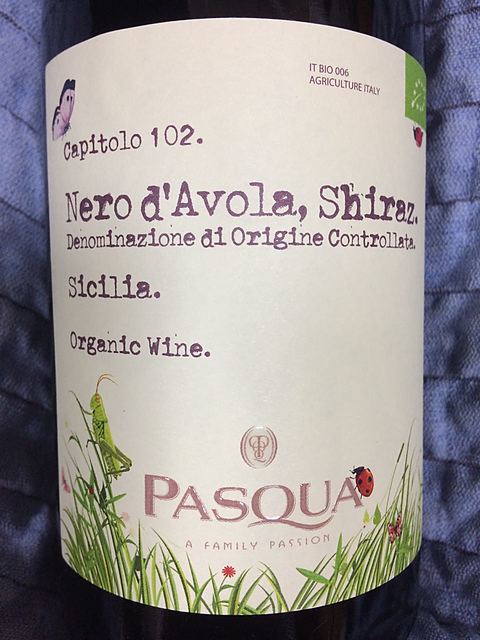 IT BIO 006
AGRICULTURE ITALY
Capitolo 102.
Nero d'Avola, Shiraz.
Denominazione di Origine Controllata.
Sicilia.
Organic Wine.
PASQUA
A FAMILY PASSION